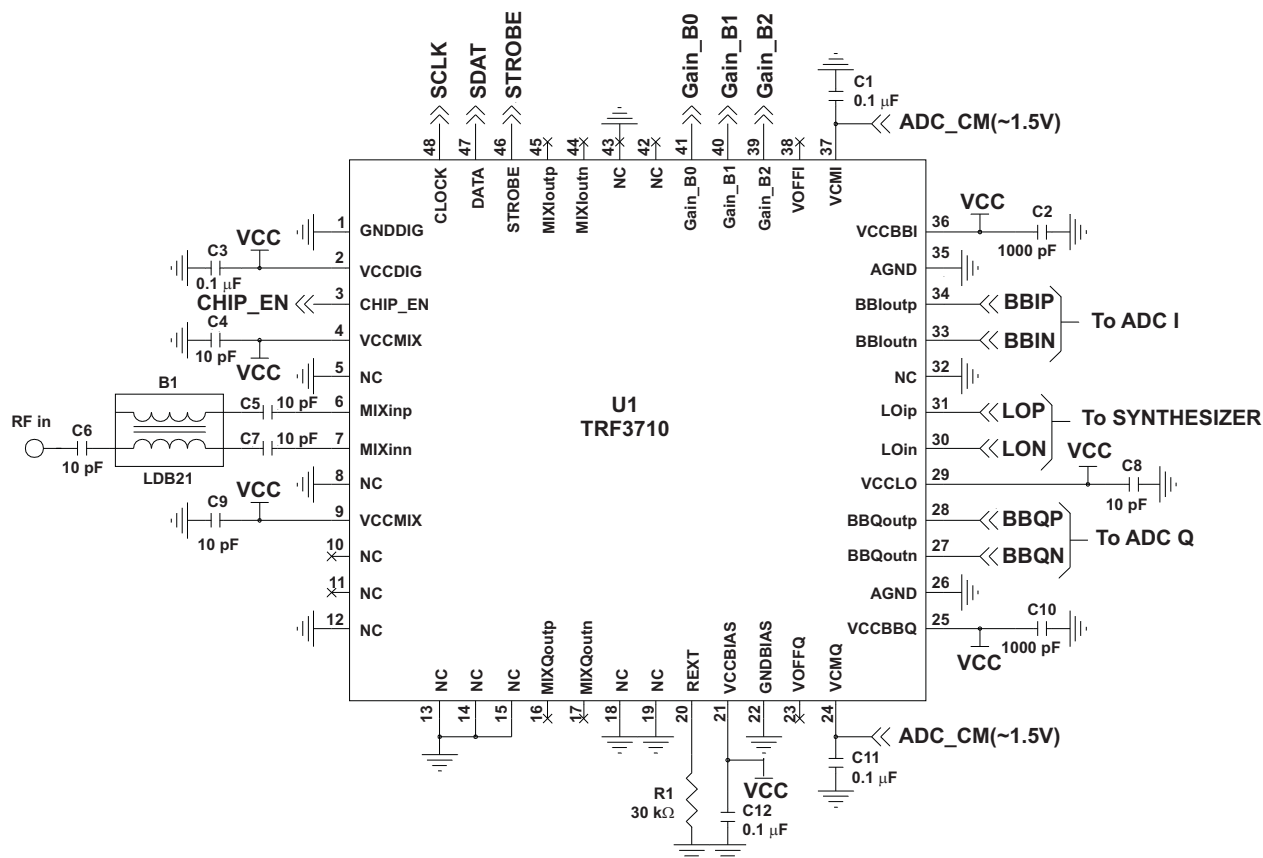 SCLK
SDAT
STROBE
Gain_B0
Gain_B1
Gain_B2
C1
0.1 μF
ADC_CM(~1.5V)
48
47
46
45
44
43
42
41
40
39
38
37
CLOCK
DATA
STROBE
MIXIoutp
MIXIoutn
NC
NC
Gain_B0
Gain_B1
Gain_B2
VOFFI
VCMI
1
GNDDIG
C3
VCC
0.1 μF
2
VCCDIG
CHIP_EN
3
CHIP_EN
C4
10 pF
VCC
4
VCCMIX
5
NC
B1
RF in
C6
10 pF
LDB21
C5
10 pF
6
MIXinp
C7
10 pF
7
MIXinn
8
NC
C9
VCC
10 pF
9
VCCMIX
10
NC
11
NC
12
NC
U1
TRF3710
VCCBBI
36
VCC
C2
1000 pF
AGND
35
BBIoutp
34
BBIP
BBIoutn
33
BBIN
To ADC I
NC
32
LOip
31
LOP
LOin
30
LON
To SYNTHESIZER
VCCLO
29
VCC
C8
10 pF
BBQoutp
28
BBQP
BBQoutn
27
BBQN
To ADC Q
AGND
26
VCCBBQ
25
VCC
C10
1000 pF
NC
NC
NC
MIXQoutp
MIXQoutn
NC
NC
REXT
VCCBIAS
GNDBIAS
VOFFQ
VCMQ
13
14
15
16
17
18
19
20
21
22
23
24
ADC_CM(~1.5V)
C11
0.1 μF
R1
30 kΩ
VCC
C12
0.1 μF